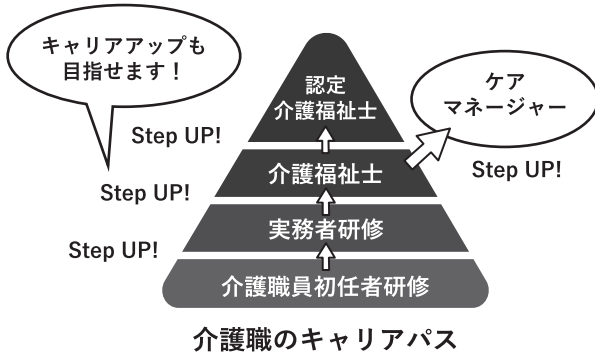 キャリアアップも
目指せます！
認定
介護福祉士
ケア
マネージャー
Step UP!
Step UP!
介護福祉士
Step UP!
実務者研修
Step UP!
介護職員初任者研修
介護職のキャリアパス